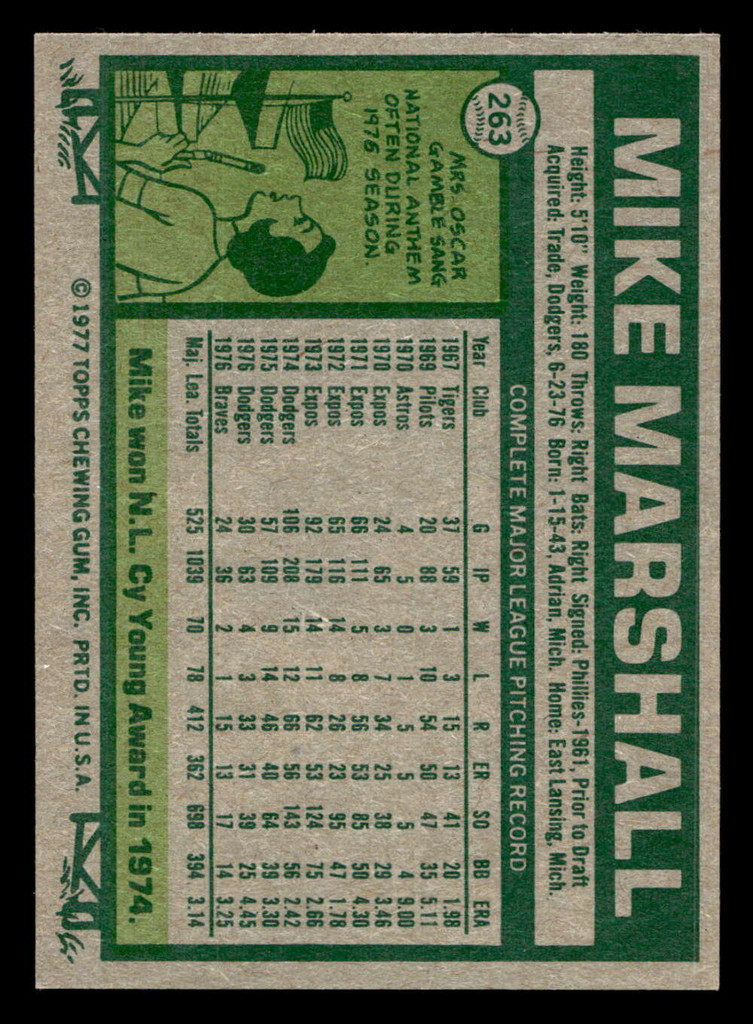 MIKE MARSHALL
Height: 5'10" Weight: 180 Throws: Right Bats: Right Signed: Phillies-1961, Prior to Draft
Acquired: Trade, Dodgers, 6-23-76 Born: 1-15-43, Adrian, Mich. Home: East Lansing, Mich.
263
MRS. OSCAR
GAMBLE SANG
NATIONAL ANTHEM
OFTEN DURING
1976 SEASON.
COMPLETE MAJOR LEAGUE PITCHING RECORD
Year Club G IP W L R ER SO BB ERA
1967 Tigers 37 59 1 3 15 13 41 20 1.98
1969 Pilots 20 88 3 10 54 50 47 35 5.11
1970 Astros 4 5 0 1 5 5 5 4 9.00
1970 Expos 24 65 3 7 34 25 38 29 3.46
1971 Expos 66 111 5 8 56 53 85 50 4.30
1972 Expos 65 116 14 8 26 23 95 47 1.78
1973 Expos 92 179 14 11 62 53 124 75 2.66
1974 Dodgers 106 208 15 12 66 56 143 56 2.42
1975 Dodgers 57 109 9 14 46 40 64 39 3.30
1976 Dodgers 30 63 4 3 33 31 39 25 4.45
1976 Braves 24 36 2 1 15 13 17 14 3.25
Maj. Lea. Totals 525 1039 70 78 412 362 698 394 3.14
Mike won N.L. Cy Young Award in 1974.
© 1977 TOPPS CHEWING GUM, INC. PRTD. IN U.S.A.